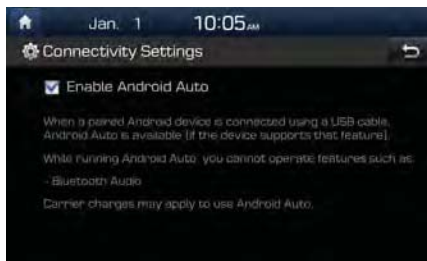 Jan. 1 10:05 AM
Connectivity Settings
Enable Android Auto
When a paired Android device is connected using a USB cable,
Android Auto is available (if the device supports that feature).
While running Android Auto, you cannot operate features such as:
- Bluetooth Audio
Carrier charges may apply to use Android Auto.